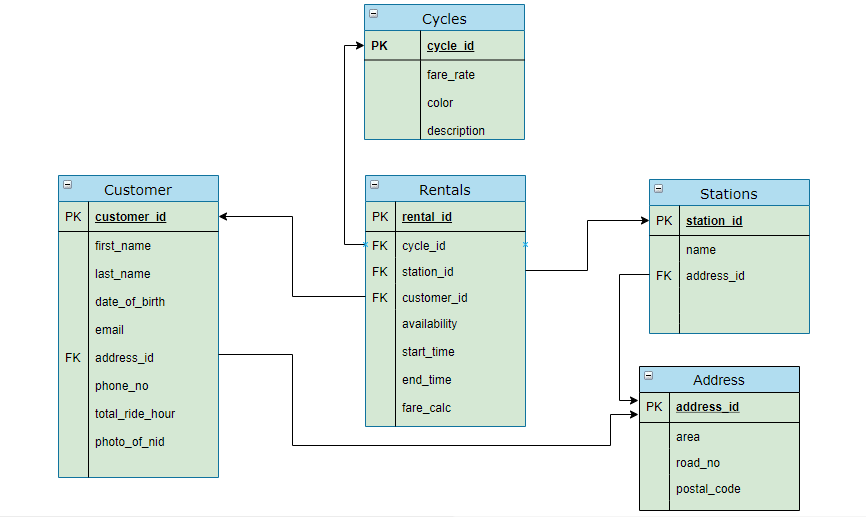 Cycles
PK cycle_id
fare_rate
color
description
Customer
PK customer_id
first_name
last_name
date_of_birth
email
FK address_id
phone_no
total_ride_hour
photo_of_nid
Rentals
PK rental_id
FK cycle_id
FK station_id
FK customer_id
availability
start_time
end_time
fare_calc
Stations
PK station_id
name
FK address_id
Address
PK address_id
area
road_no
postal_code